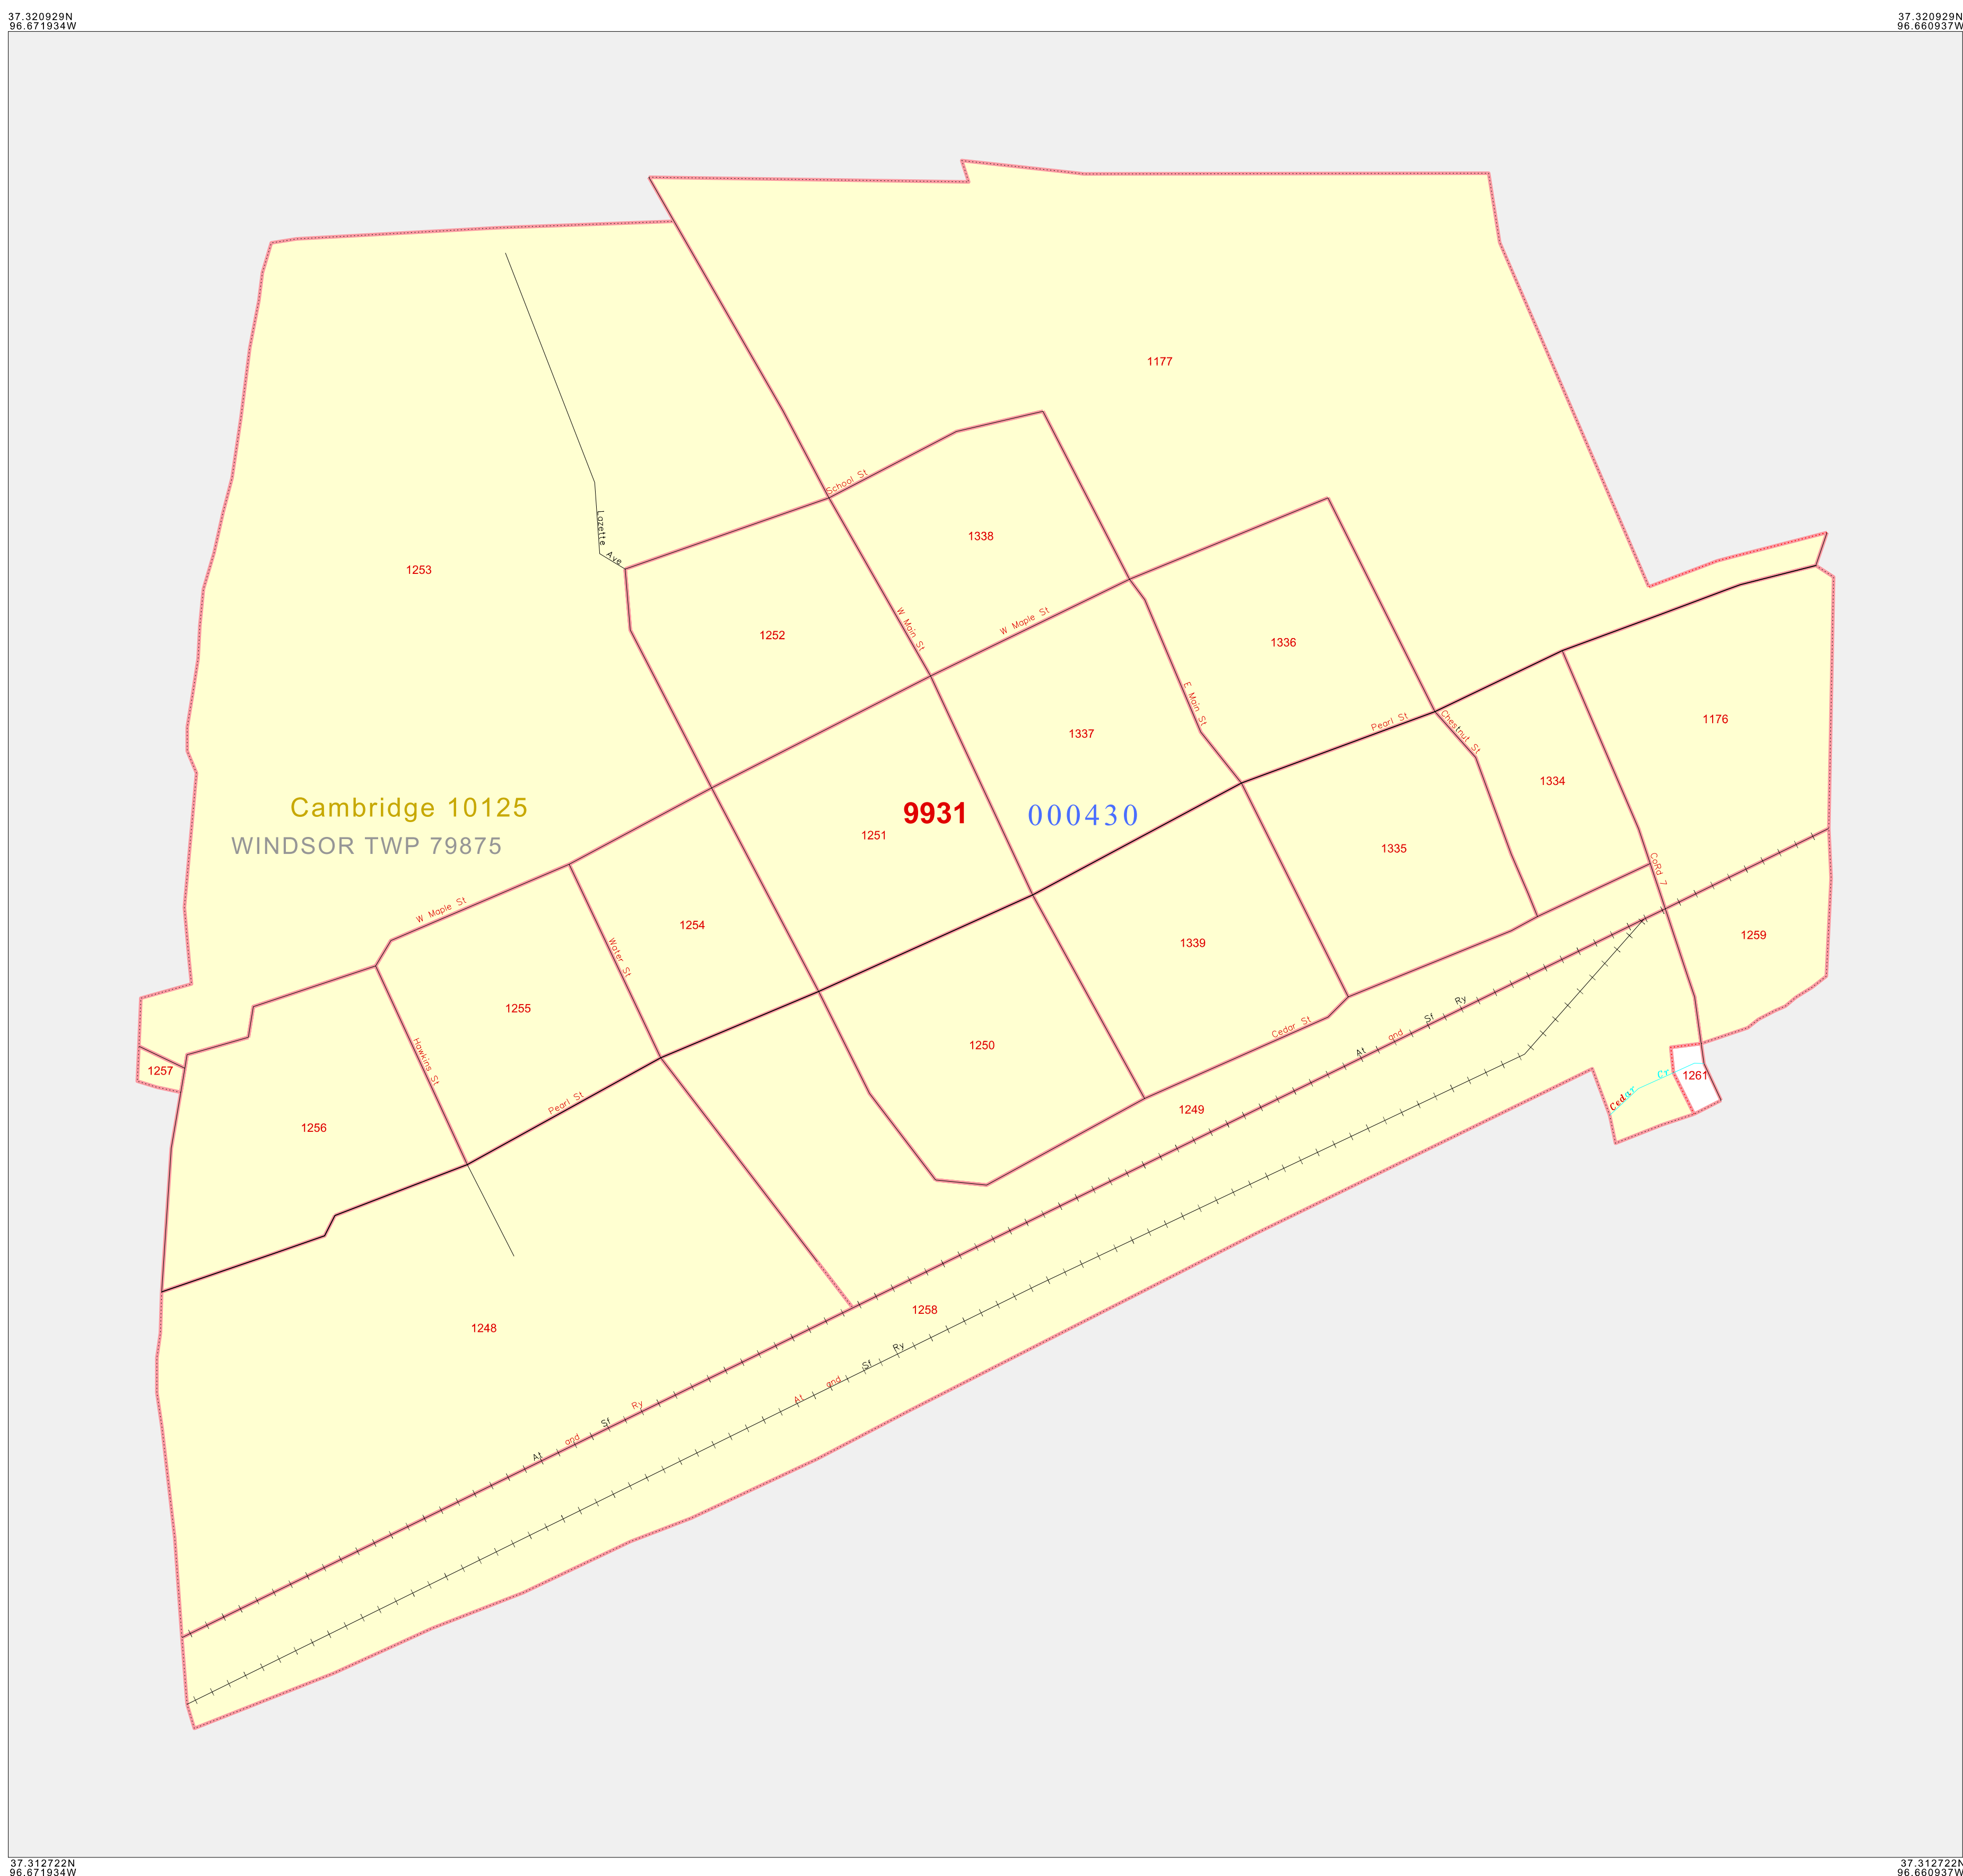 37.320929N
96.671934W
37.320929N
96.660937W
1177
School St
Lazette Ave
1338
1253
W Main St
W Maple St
1252
1336
E Main St
Pearl St
Chestnut St
1176
1337
1334
Cambridge 10125
9931
000430
WINDSOR TWP 79875
1251
1335
CoRd 7
W Maple St
1254
Water St
1339
1259
1255
At and Sf Ry
Cedar St
1250
Hawkins St
1257
1261
Cedar Cr
Pearl St
1249
1256
1258
1248
At and Sf Ry
At and Sf Ry
37.312722N
96.671934W
37.312722N
96.660937W